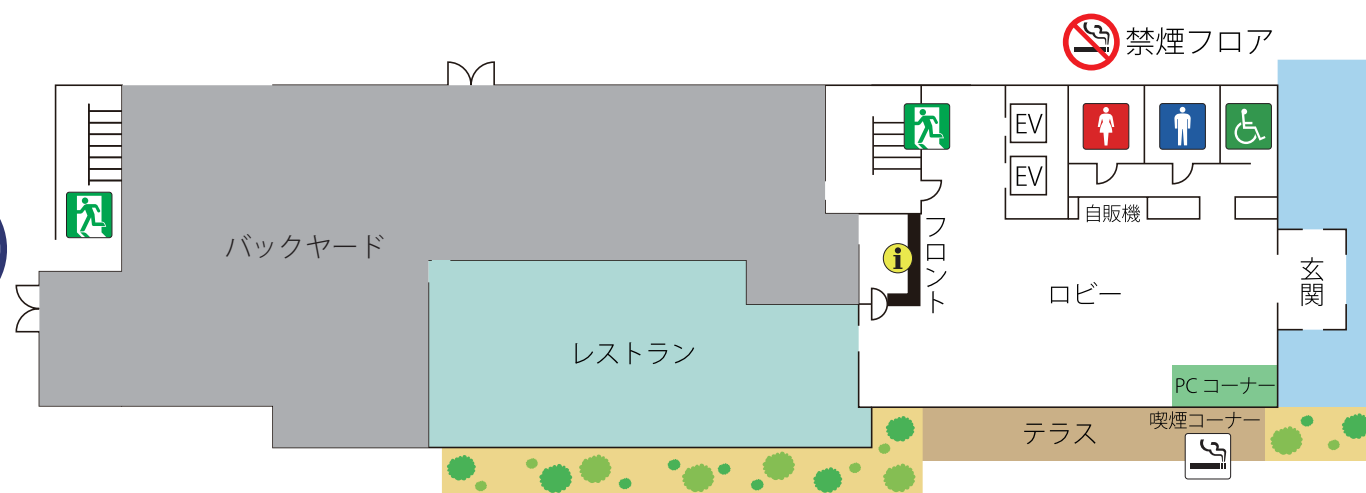 禁煙フロア
EV
EV
自販機
フロント
バックヤード
i
ロビー
玄関
レストラン
PCコーナー
喫煙コーナー
テラス